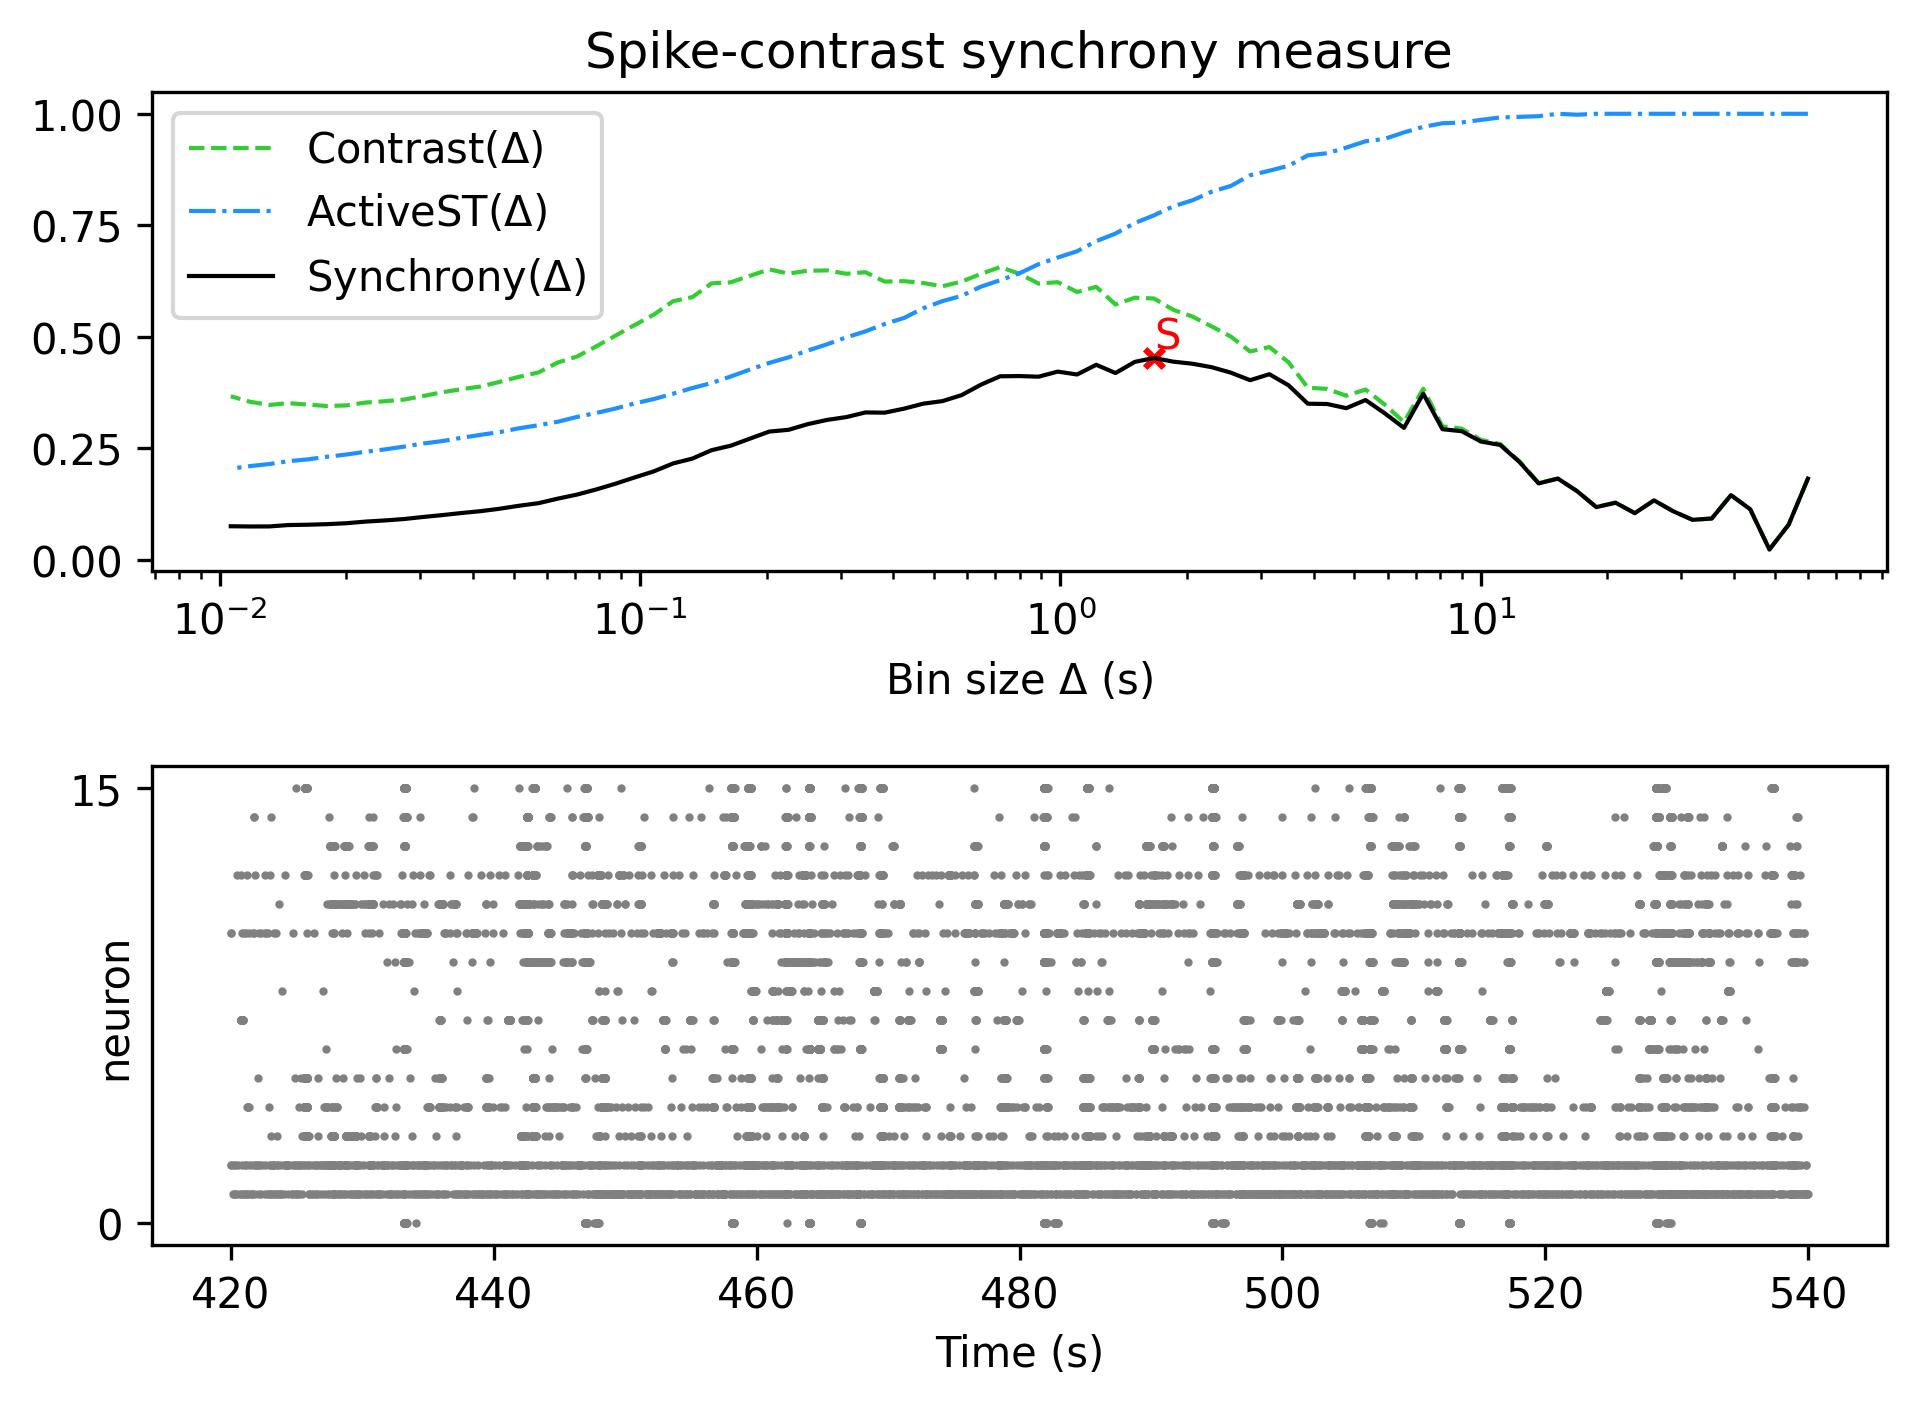 Spike-contrast synchrony measure
1.00
0.75
0.50
0.25
0.00
Contrast(Δ)
ActiveST(Δ)
Synchrony(Δ)
S
10⁻² 10⁻¹ 10⁰ 10¹
Bin size Δ (s)
15
0
neuron
420 440 460 480 500 520 540
Time (s)